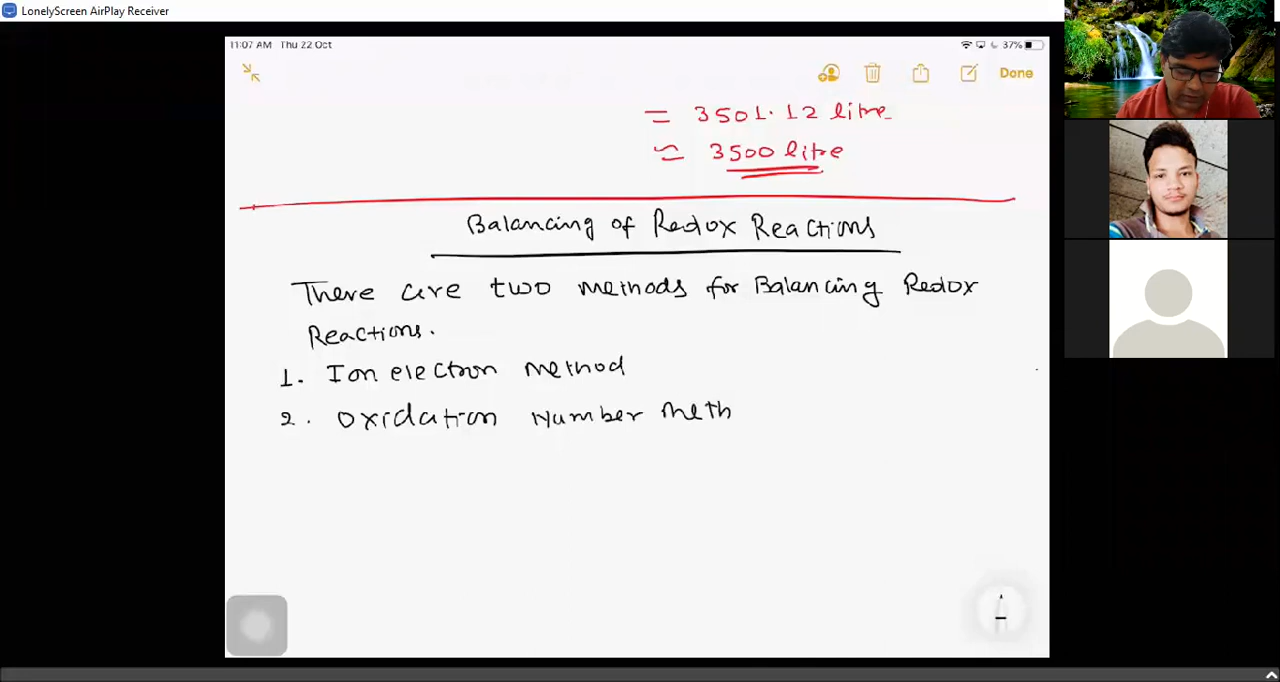 LonelyScreen AirPlay Receiver
11:07 AM Thu 22 Oct
37%
Done
= 3501.12 litre
≃ 3500 litre
Balancing of Redox Reactions
There are two methods for Balancing Redox
Reactions.
1. Ion electron method
2. Oxidation Number Meth